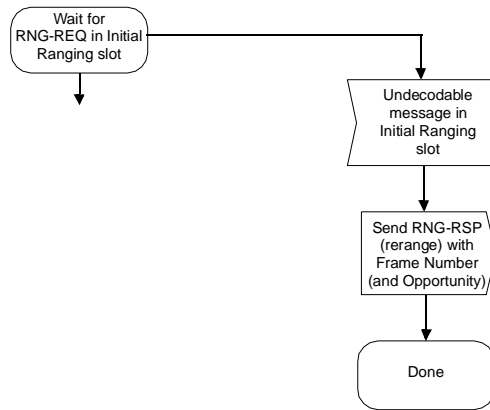 Wait for
RNG-REQ in Initial
Ranging slot
Undecodable
message in
Initial Ranging
slot
Send RNG-RSP
(rerange) with
Frame Number
(and Opportunity)
Done